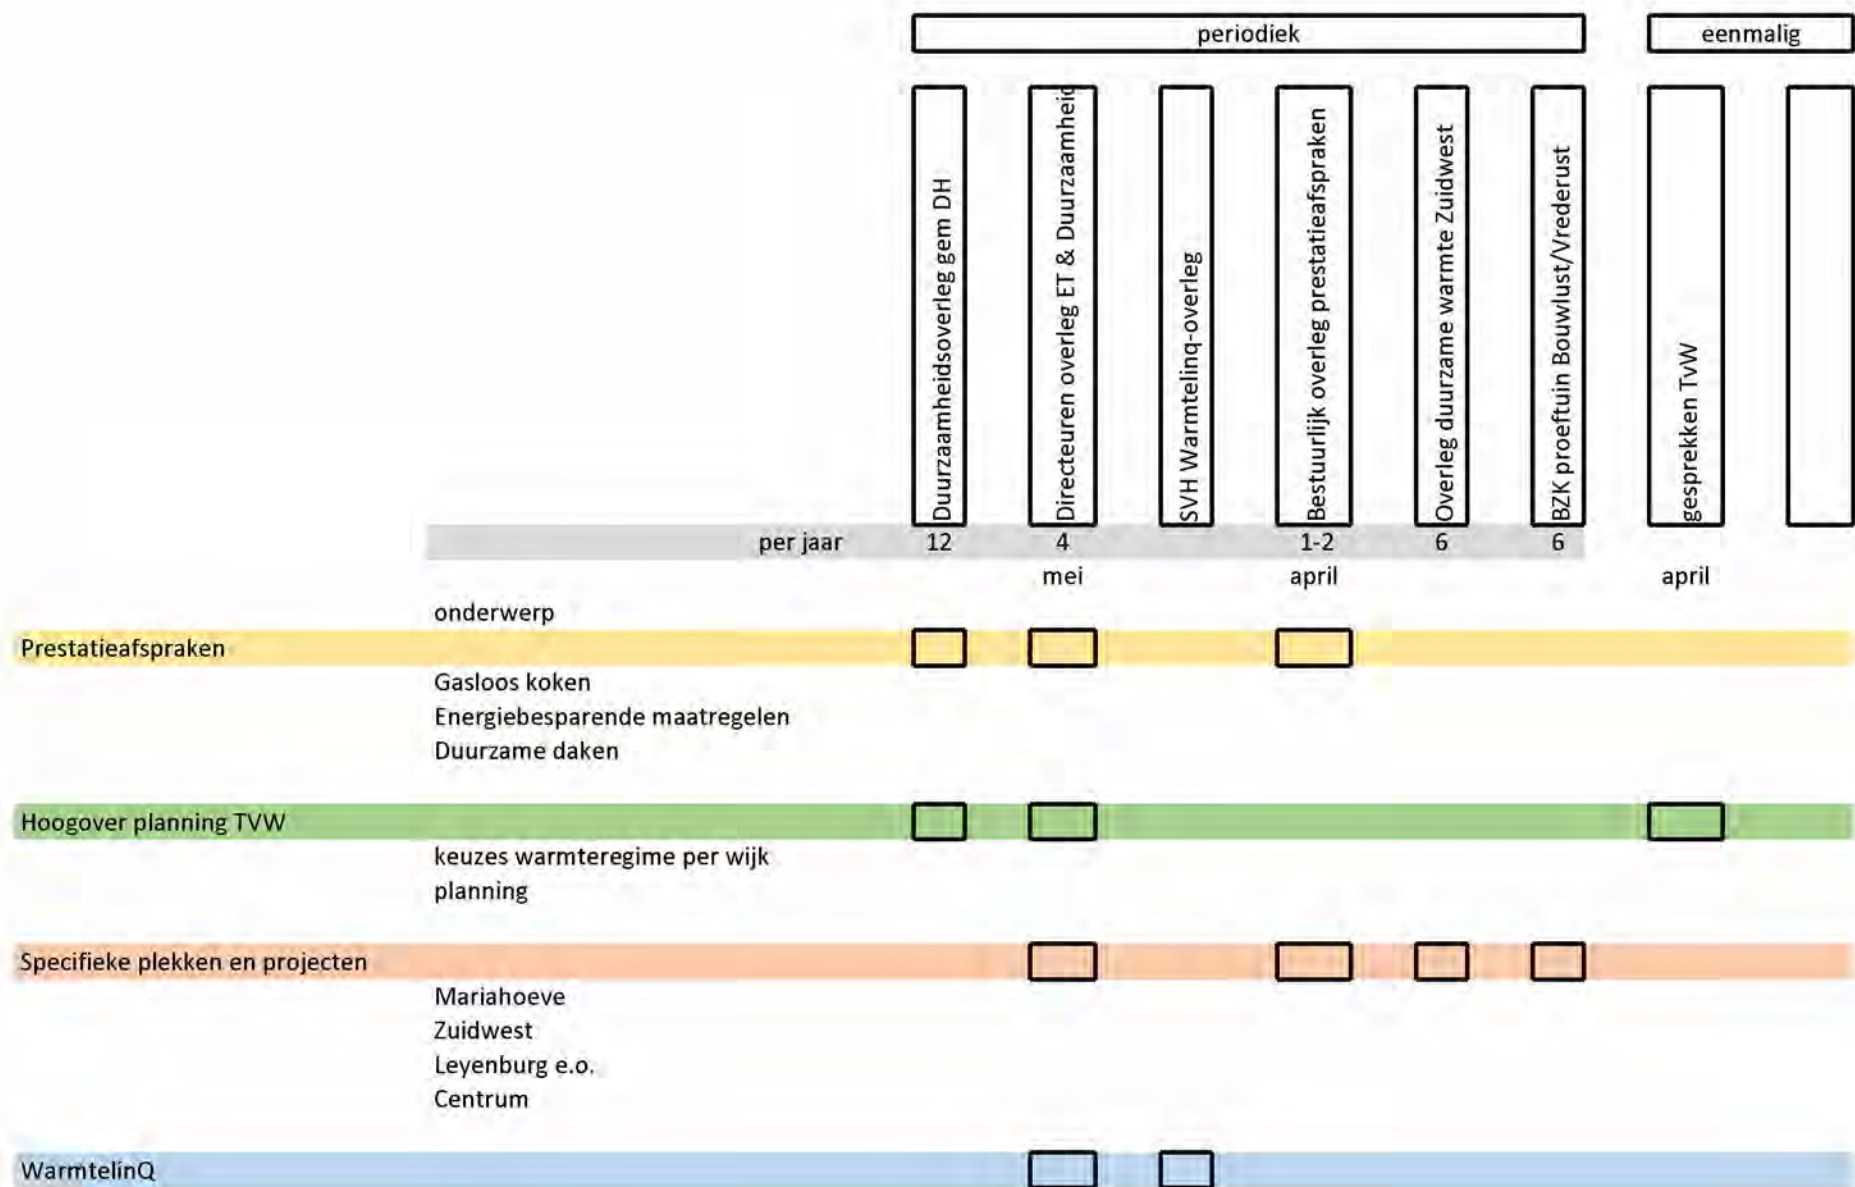 periodiek eenmalig
Duurzaamheidsoverleg gem DH
Directeuren overleg ET & Duurzaamheid
SVH Warmtelinq-overleg
Bestuurlijk overleg prestatieafspraken
Overleg duurzame warmte Zuidwest
BZK proeftuin Bouwlust/Vrederust
gesprekken TvW
per jaar 12 4 1-2 6 6
mei april april
onderwerp
Prestatieafspraken
Gasloos koken
Energiebesparende maatregelen
Duurzame daken
Hoogover planning TVW
keuzes warmteregime per wijk
planning
Specifieke plekken en projecten
Mariahoeve
Zuidwest
Leyenburg e.o.
Centrum
WarmtelinQ